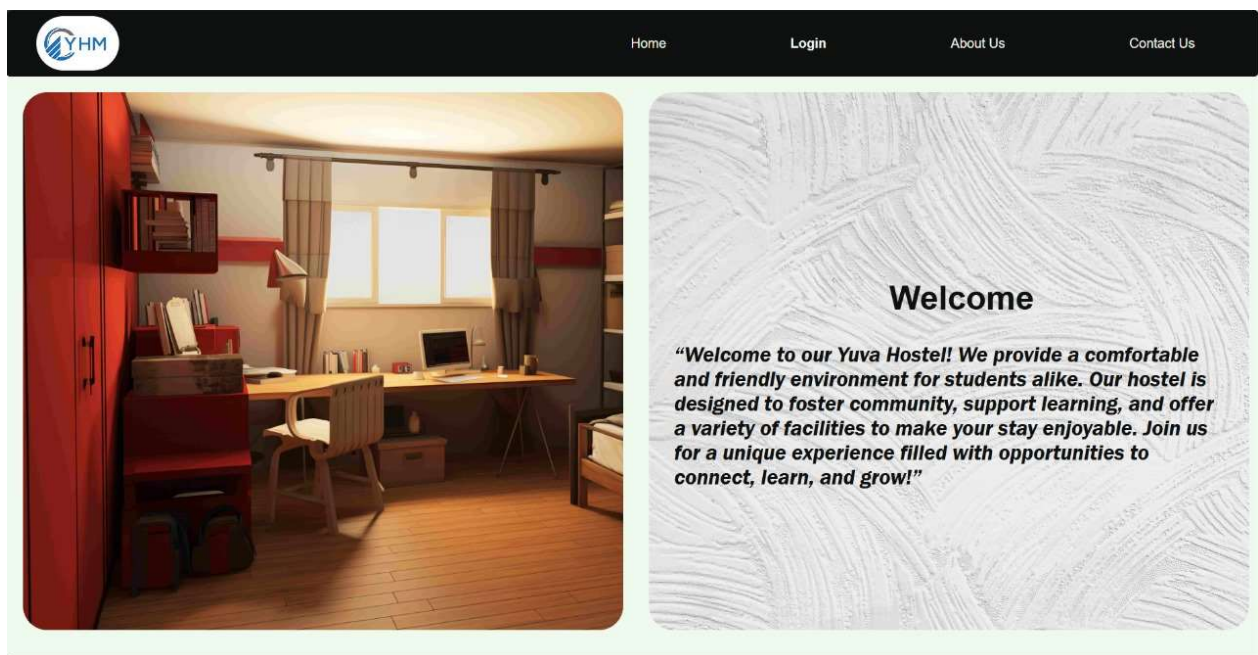 YHM
Home
Login
About Us
Contact Us
Welcome
“Welcome to our Yuva Hostel! We provide a comfortable
and friendly environment for students alike. Our hostel is
designed to foster community, support learning, and offer
a variety of facilities to make your stay enjoyable. Join us
for a unique experience filled with opportunities to
connect, learn, and grow!”